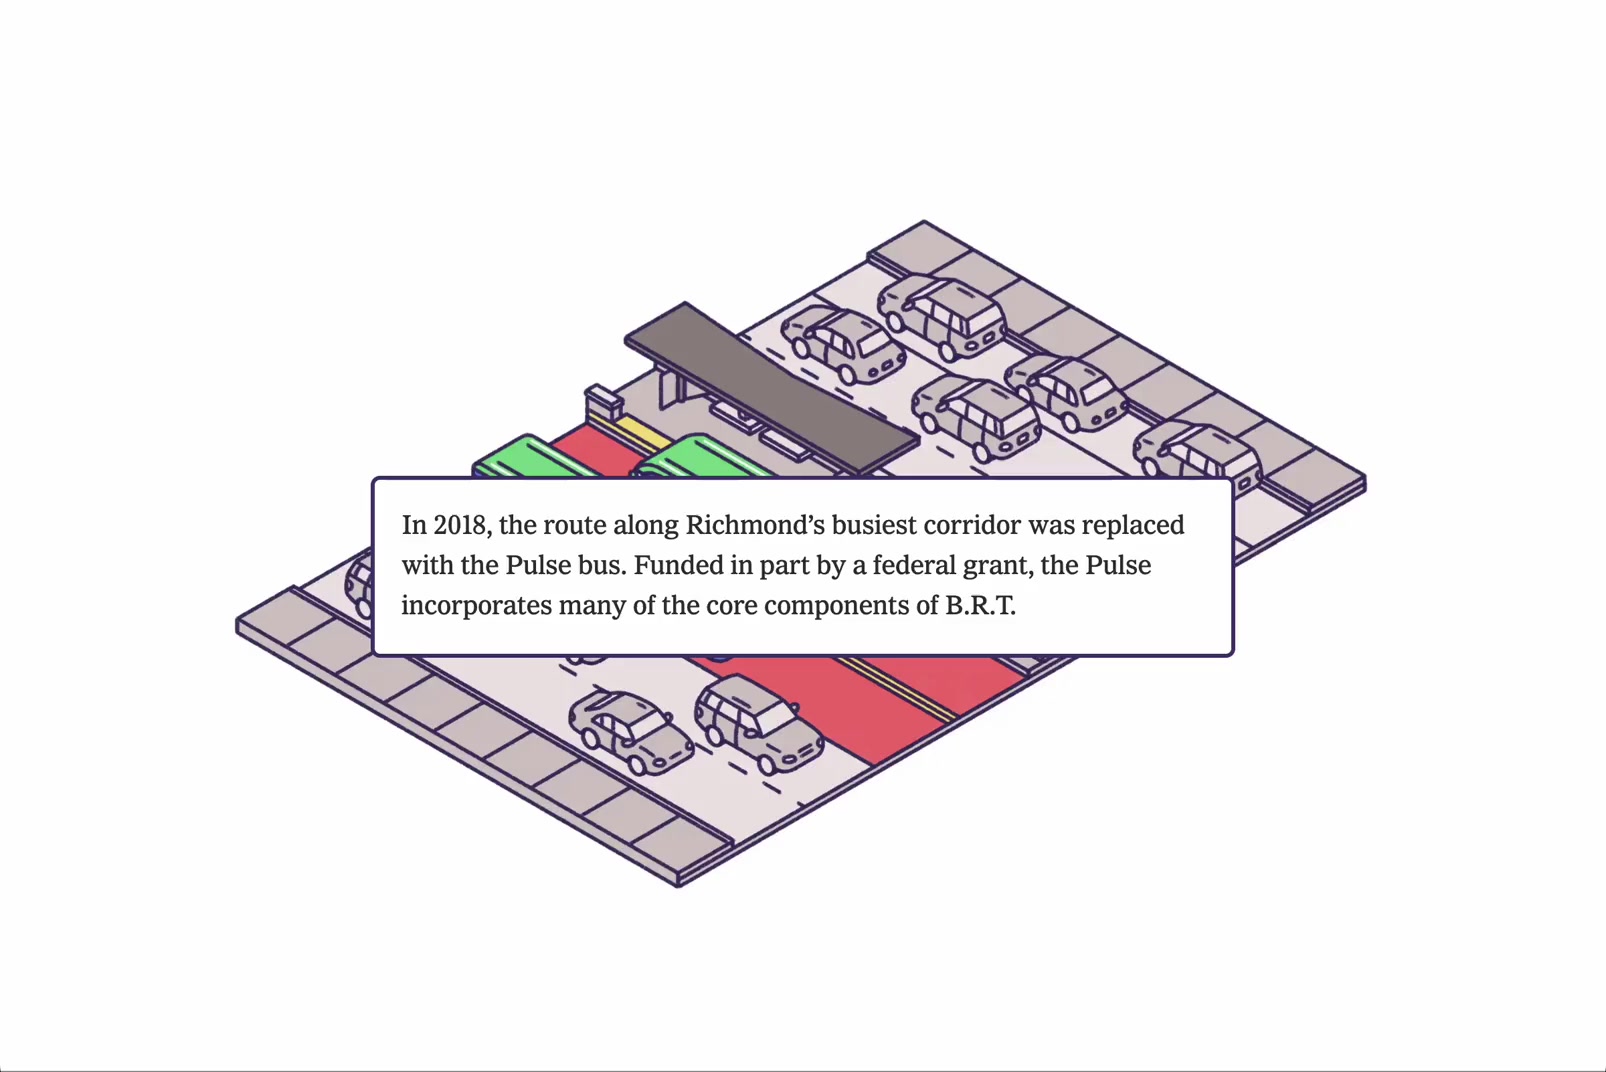 In 2018, the route along Richmond’s busiest corridor was replaced
with the Pulse bus. Funded in part by a federal grant, the Pulse
incorporates many of the core components of B.R.T.